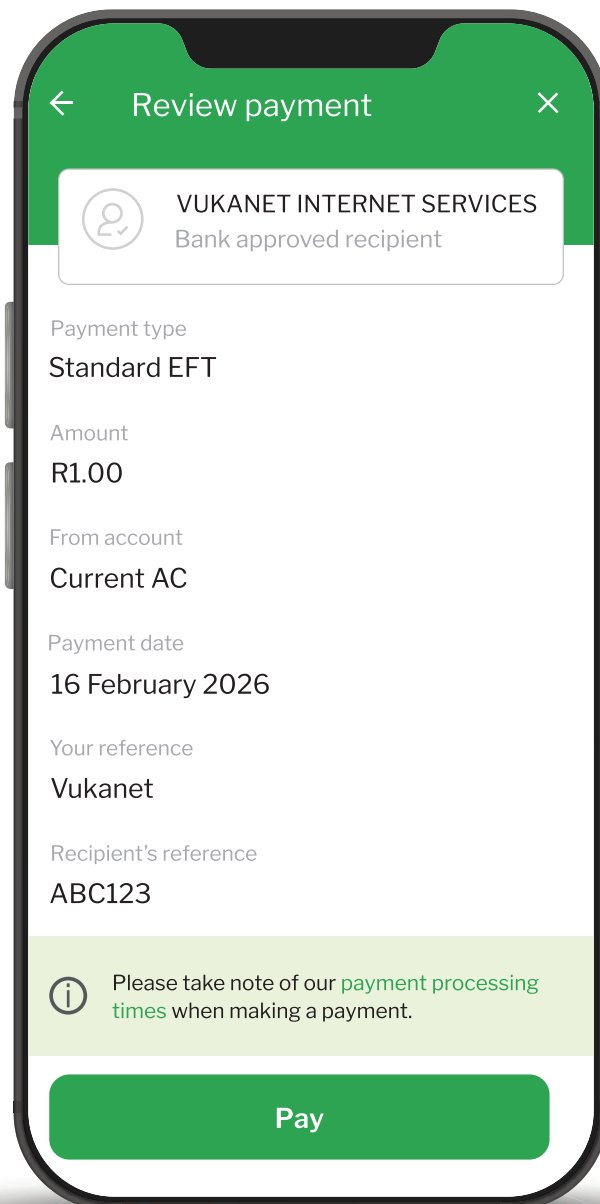 Review payment
VUKANET INTERNET SERVICES
Bank approved recipient
Payment type
Standard EFT
Amount
R1.00
From account
Current AC
Payment date
16 February 2026
Your reference
Vukanet
Recipient’s reference
ABC123
Please take note of our payment processing
times when making a payment.
Pay